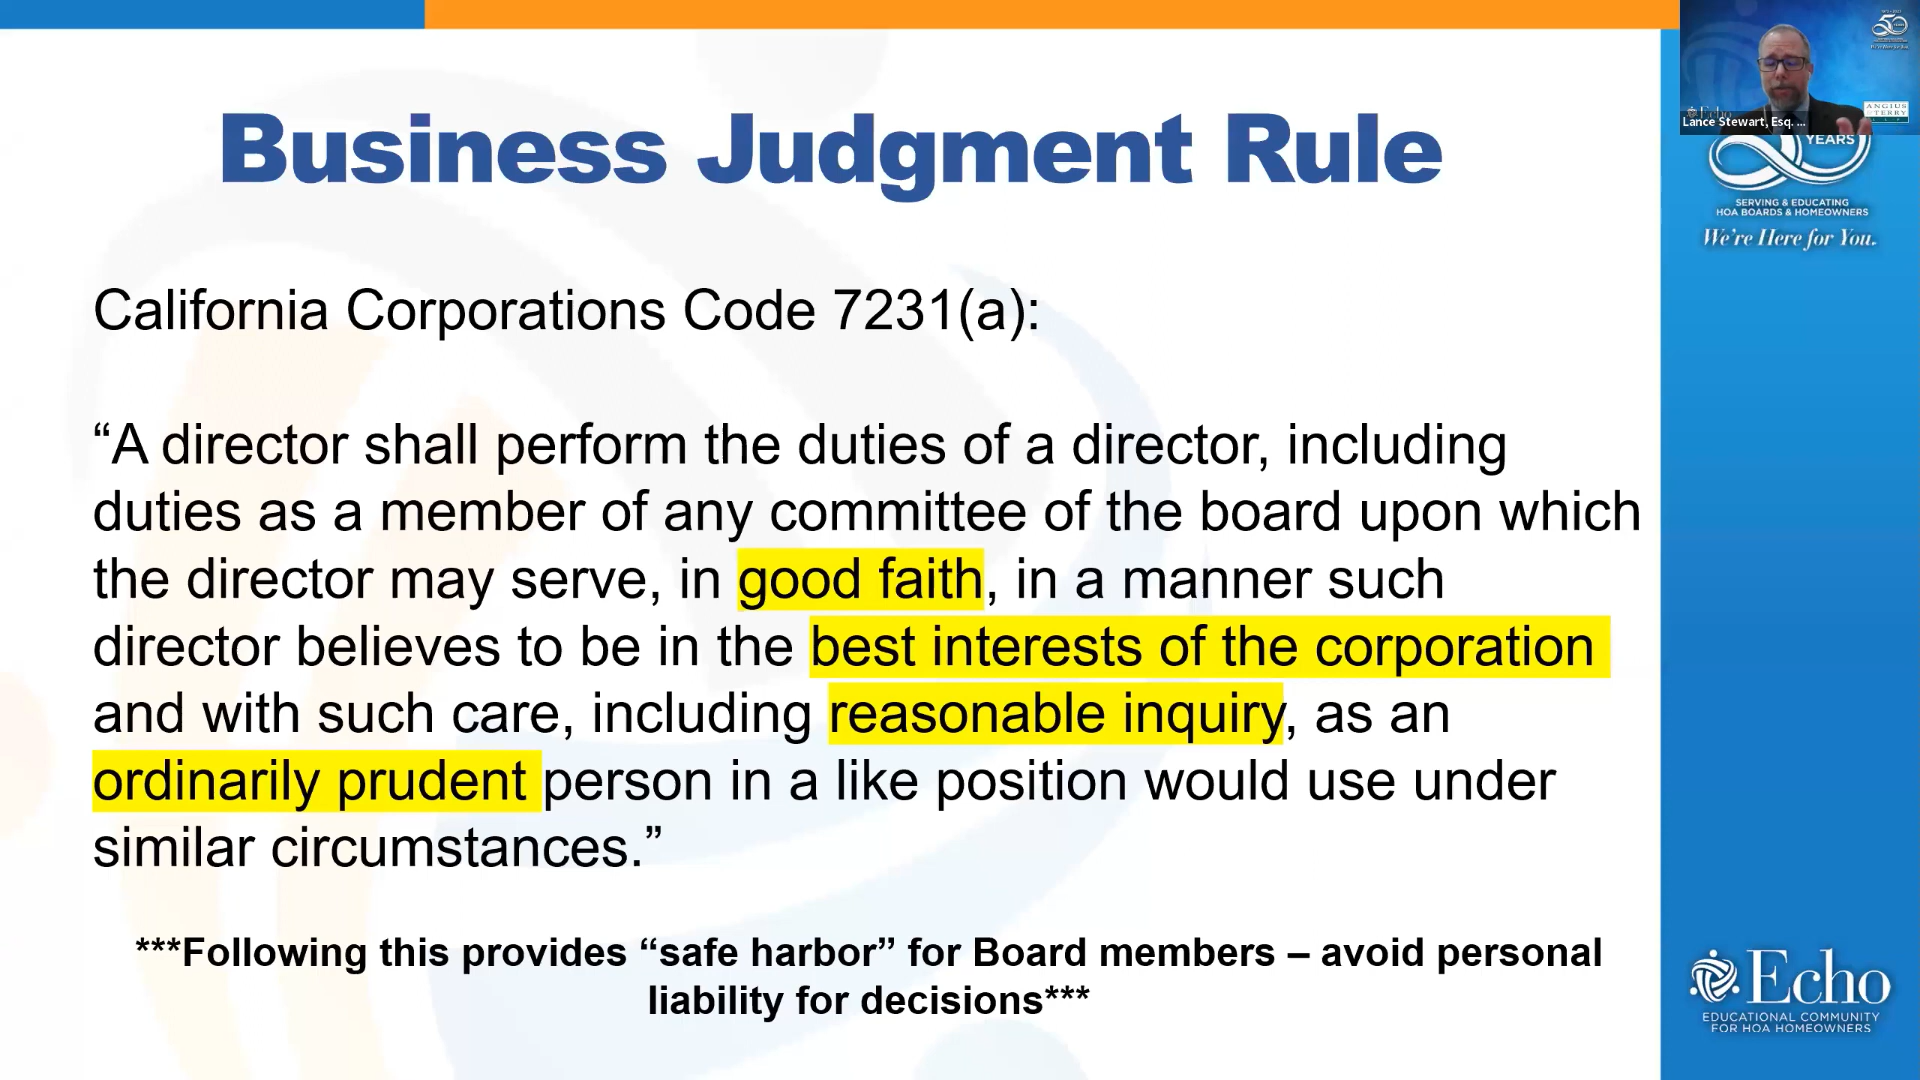 Business Judgment Rule
California Corporations Code 7231(a):
“A director shall perform the duties of a director, including
duties as a member of any committee of the board upon which
the director may serve, in good faith, in a manner such
director believes to be in the best interests of the corporation
and with such care, including reasonable inquiry, as an
ordinarily prudent person in a like position would use under
similar circumstances.”
***Following this provides “safe harbor” for Board members – avoid personal
liability for decisions***
Lance Stewart, Esq. ...
ANGIUS
TERRY
YEARS
SERVING & EDUCATING
HOA BOARDS & HOMEOWNERS
We're Here for You.
Echo
EDUCATIONAL COMMUNITY
FOR HOA HOMEOWNERS